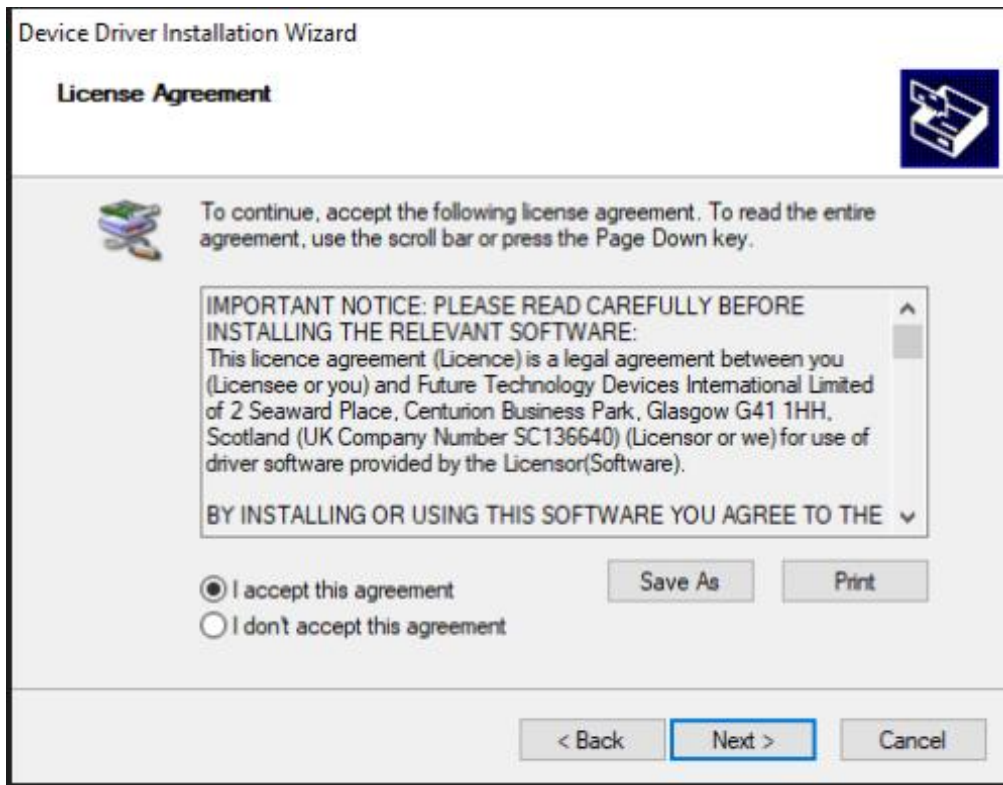 Device Driver Installation Wizard
License Agreement
To continue, accept the following license agreement. To read the entire
agreement, use the scroll bar or press the Page Down key.
IMPORTANT NOTICE: PLEASE READ CAREFULLY BEFORE
INSTALLING THE RELEVANT SOFTWARE:
This licence agreement (Licence) is a legal agreement between you
(Licensee or you) and Future Technology Devices International Limited
of 2 Seaward Place, Centurion Business Park, Glasgow G41 1HH,
Scotland (UK Company Number SC136640) (Licensor or we) for use of
driver software provided by the Licensor(Software).
BY INSTALLING OR USING THIS SOFTWARE YOU AGREE TO THE
I accept this agreement
Save As
Print
I don't accept this agreement
< Back
Next >
Cancel